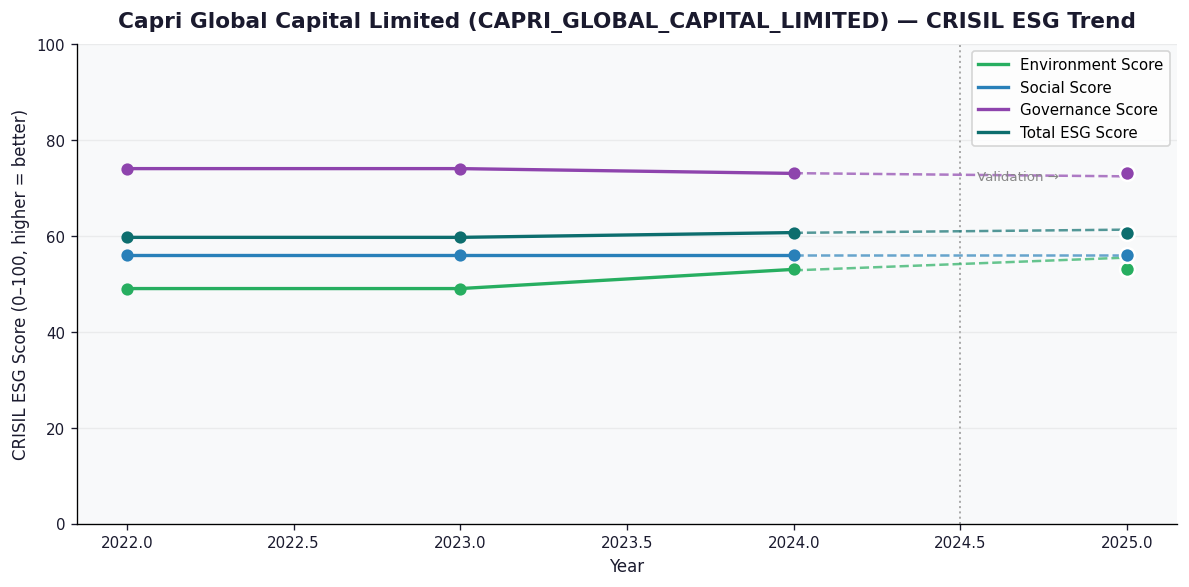 Capri Global Capital Limited (CAPRI_GLOBAL_CAPITAL_LIMITED) — CRISIL ESG Trend
CRISIL ESG Score (0–100, higher = better)
100
80
60
40
20
0
Environment Score
Social Score
Governance Score
Total ESG Score
Validation →
2022.0 2022.5 2023.0 2023.5 2024.0 2024.5 2025.0
Year